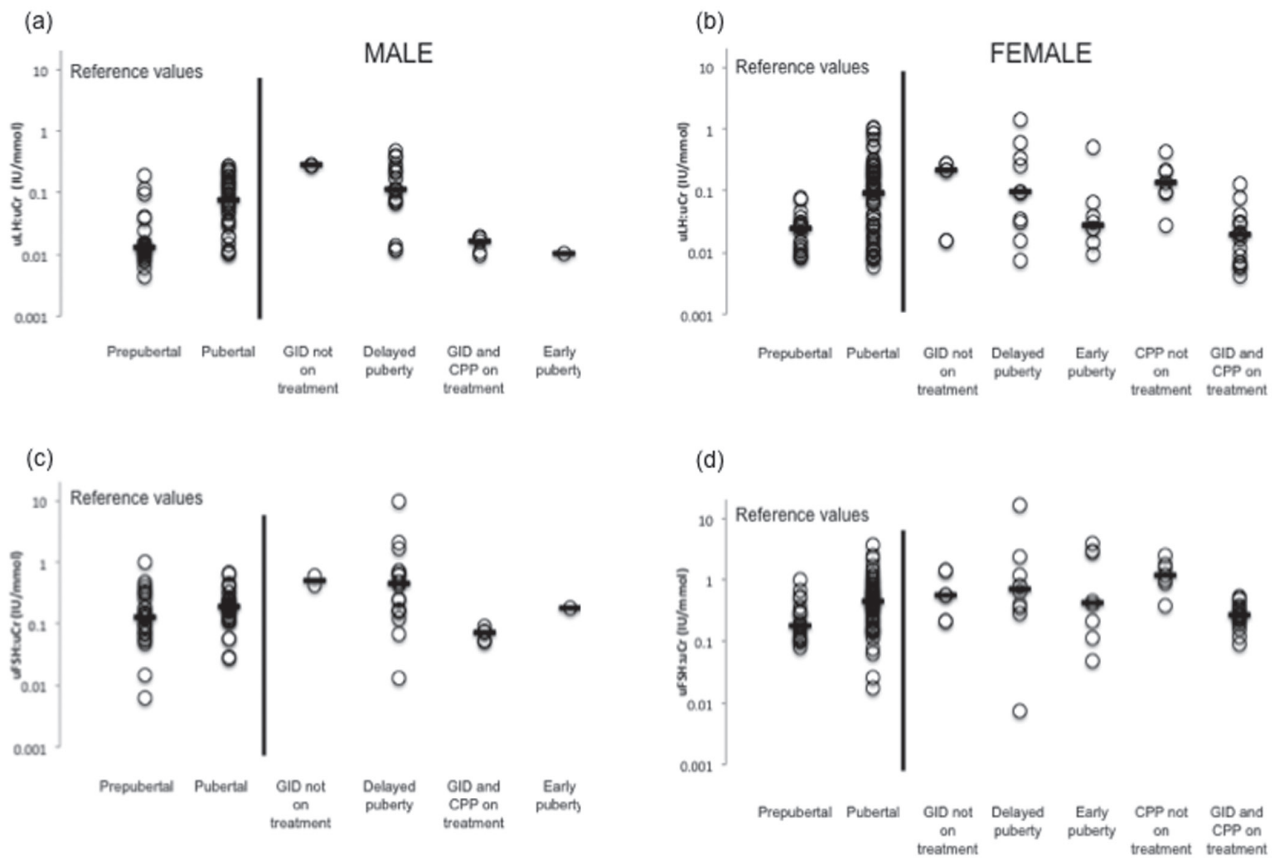 (a)
MALE
Reference values
10
1
0.1
0.01
0.001
uLH:uCr (IU/mmol)
Prepubertal
Pubertal
GID not
on
treatment
Delayed
puberty
GID and
CPP on
treatment
Early
puberty
(b)
FEMALE
Reference values
10
1
0.1
0.01
0.001
uLH:uCr (IU/mmol)
Prepubertal
Pubertal
GID not
on
treatment
Delayed
puberty
Early
puberty
CPP not
on
treatment
GID and
CPP on
treatment
(c)
Reference values
10
1
0.1
0.01
0.001
uFSH:uCr (IU/mmol)
Prepubertal
Pubertal
GID not
on
treatment
Delayed
puberty
GID and
CPP on
treatment
Early
puberty
(d)
Reference values
10
1
0.1
0.01
0.001
uFSH:uCr (IU/mmol)
Prepubertal
Pubertal
GID not
on
treatment
Delayed
puberty
Early
puberty
CPP not
on
treatment
GID and
CPP on
treatment